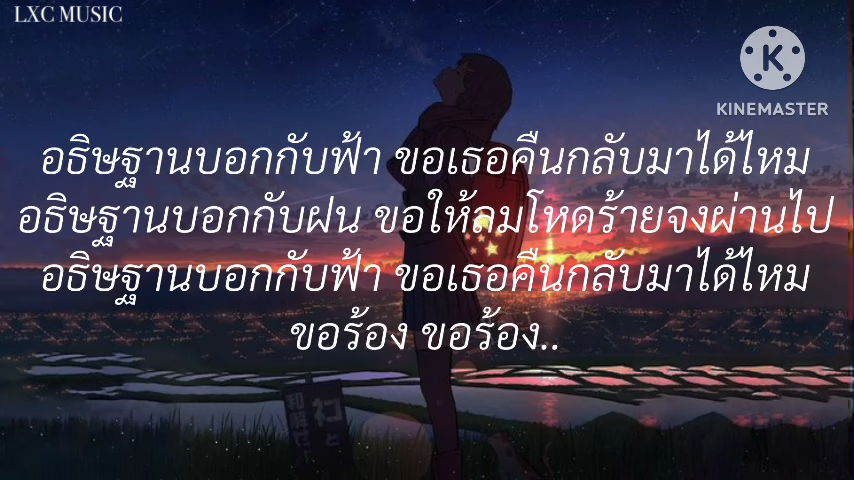 LXC MUSIC
KINEMASTER
อธิษฐานบอกกับฟ้า ขอเธอคืนกลับมาได้ไหม
อธิษฐานบอกกับฝน ขอให้ลมโหดร้ายจงผ่านไป
อธิษฐานบอกกับฟ้า ขอเธอคืนกลับมาได้ไหม
ขอร้อง ขอร้อง..